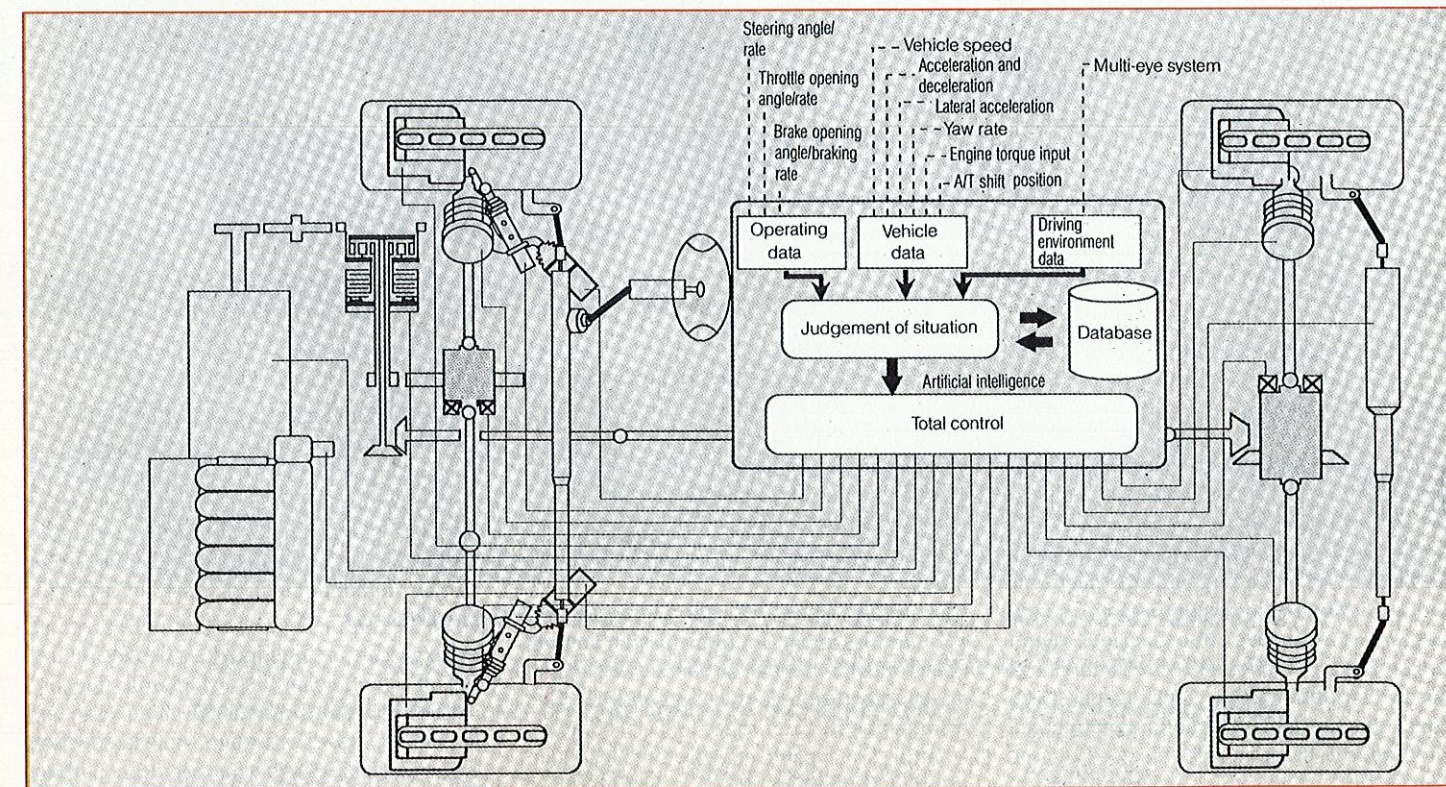 Steering angle/
rate
Throttle opening
angle/rate
Brake opening
angle/braking
rate
Vehicle speed
Acceleration and
deceleration
Lateral acceleration
Yaw rate
Engine torque input
A/T shift position
Multi-eye system
Operating
data
Vehicle
data
Driving
environment
data
Judgement of situation
Database
Artificial intelligence
Total control